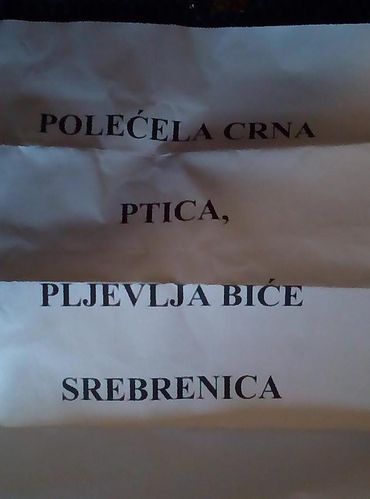 POLEĆELA CRNA
PTICA,
PLJEVLJA BIĆE
SREBRENICA